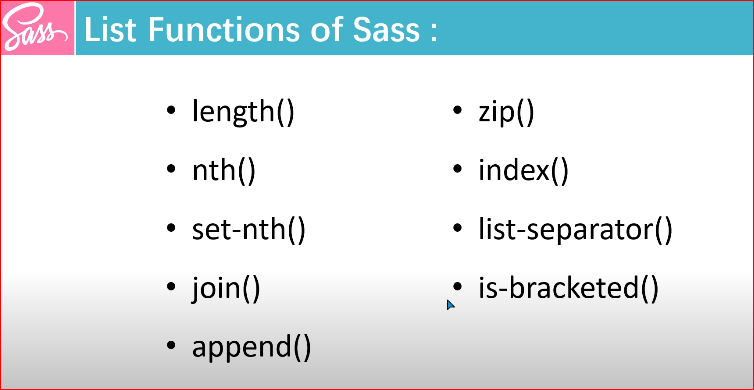 Sass
List Functions of Sass :
• length()
• nth()
• set-nth()
• join()
• append()
• zip()
• index()
• list-separator()
• is-bracketed()